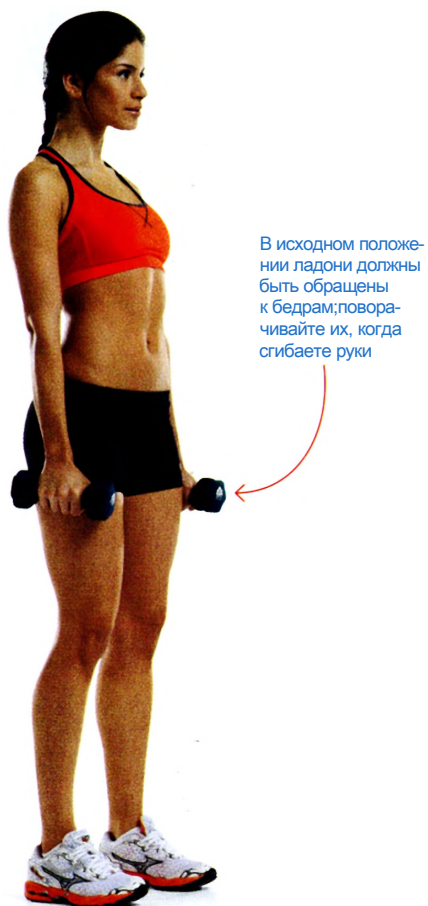 В исходном положе-
нии ладони должны
быть обращены
к бедрам;повора-
чивайте их, когда
сгибаете руки